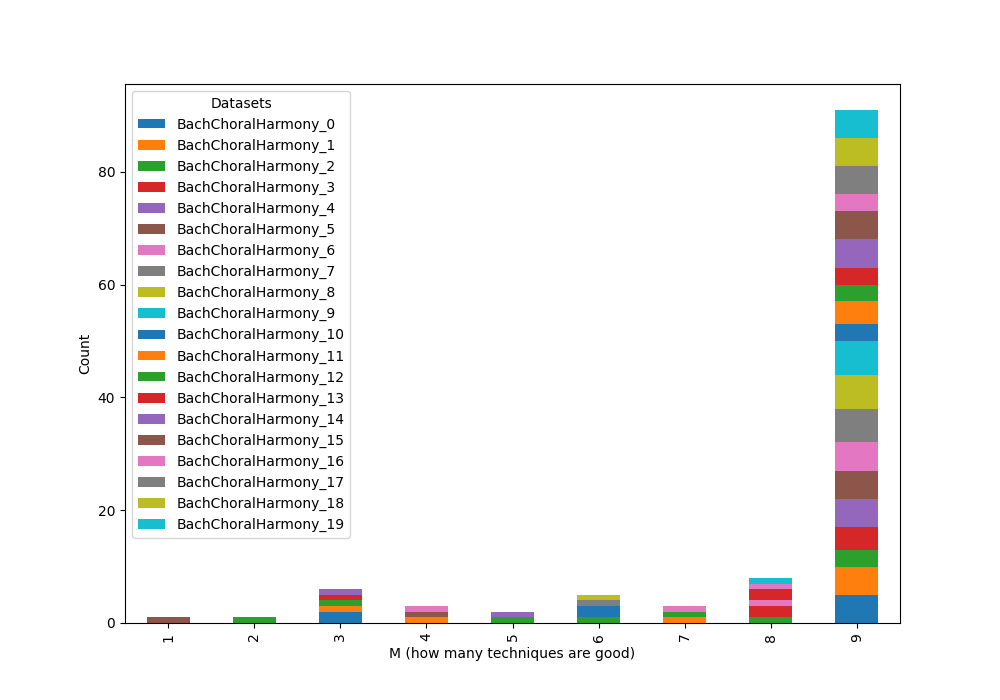 Datasets
BachChoralHarmony_0
BachChoralHarmony_1
BachChoralHarmony_2
BachChoralHarmony_3
BachChoralHarmony_4
BachChoralHarmony_5
BachChoralHarmony_6
BachChoralHarmony_7
BachChoralHarmony_8
BachChoralHarmony_9
BachChoralHarmony_10
BachChoralHarmony_11
BachChoralHarmony_12
BachChoralHarmony_13
BachChoralHarmony_14
BachChoralHarmony_15
BachChoralHarmony_16
BachChoralHarmony_17
BachChoralHarmony_18
BachChoralHarmony_19
Count
80
60
40
20
0
1 2 3 4 5 6 7 8 9
M (how many techniques are good)